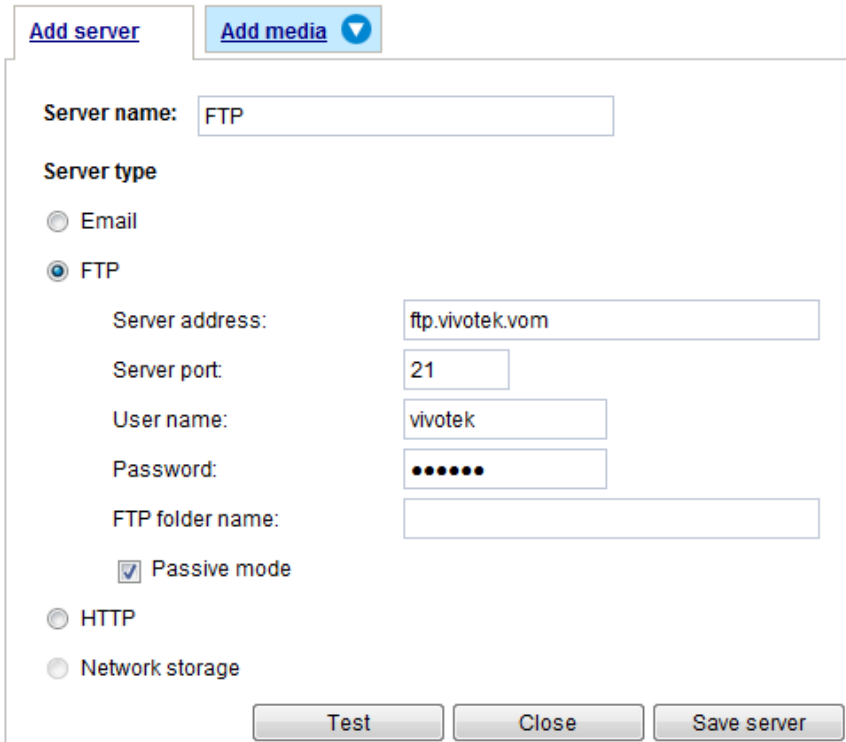 Add server Add media
Server name: FTP
Server type
Email
FTP
Server address: ftp.vivotek.vom
Server port: 21
User name: vivotek
Password: ●●●●●●
FTP folder name:
Passive mode
HTTP
Network storage
Test Close Save server